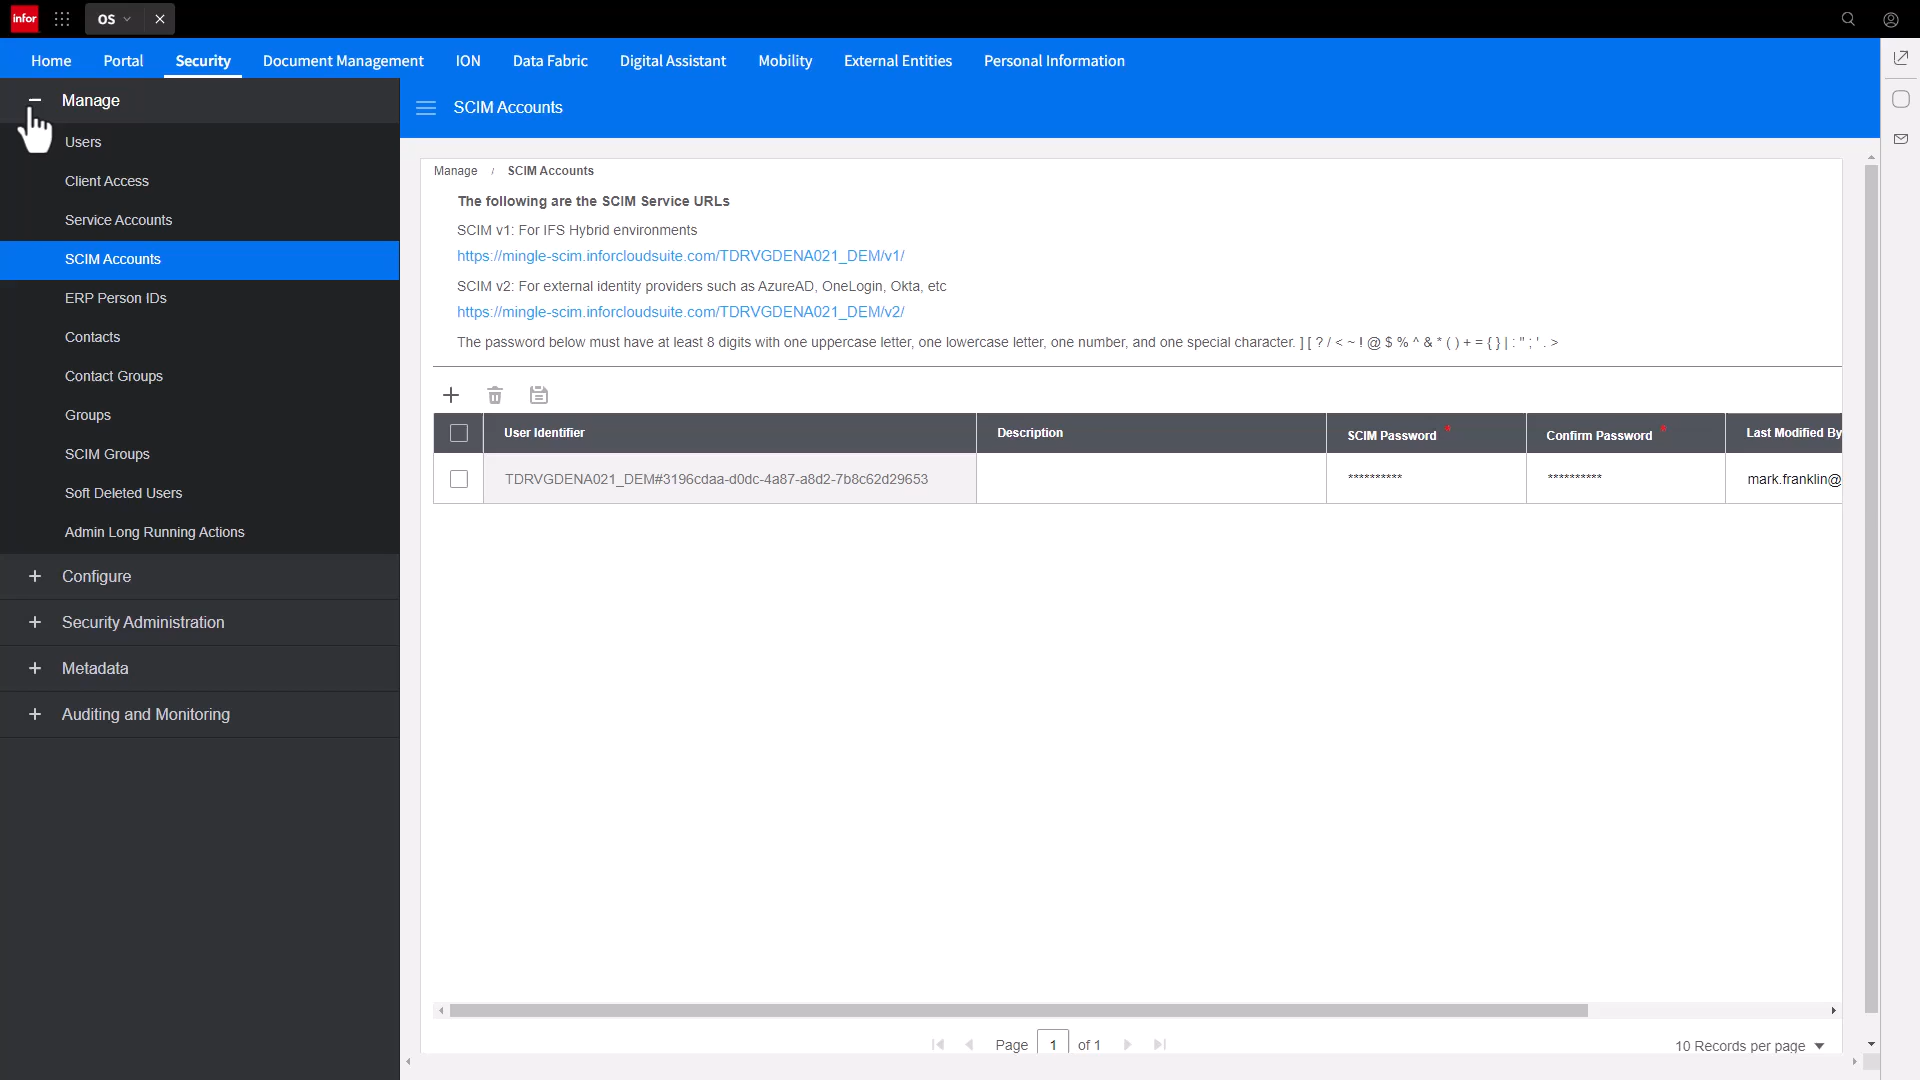 infor
OS
Home Portal Security Document Management ION Data Fabric Digital Assistant Mobility External Entities Personal Information
Manage
Users
Client Access
Service Accounts
SCIM Accounts
ERP Person IDs
Contacts
Contact Groups
Groups
SCIM Groups
Soft Deleted Users
Admin Long Running Actions
Configure
Security Administration
Metadata
Auditing and Monitoring
SCIM Accounts
Manage / SCIM Accounts
The following are the SCIM Service URLs
SCIM v1: For IFS Hybrid environments
https://mingle-scim.inforcloudsuite.com/TDRVGDENA021_DEM/v1/
SCIM v2: For external identity providers such as AzureAD, OneLogin, Okta, etc
https://mingle-scim.inforcloudsuite.com/TDRVGDENA021_DEM/v2/
The password below must have at least 8 digits with one uppercase letter, one lowercase letter, one number, and one special character. ] [ ? / < ~ ! @ $ % ^ & * ( ) + = { } | : " ; ' . >
User Identifier Description SCIM Password * Confirm Password * Last Modified By
TDRVGDENA021_DEM#3196cdaa-d0dc-4a87-a8d2-7b8c62d29653 ********** ********** mark.franklin@
Page 1 of 1 10 Records per page